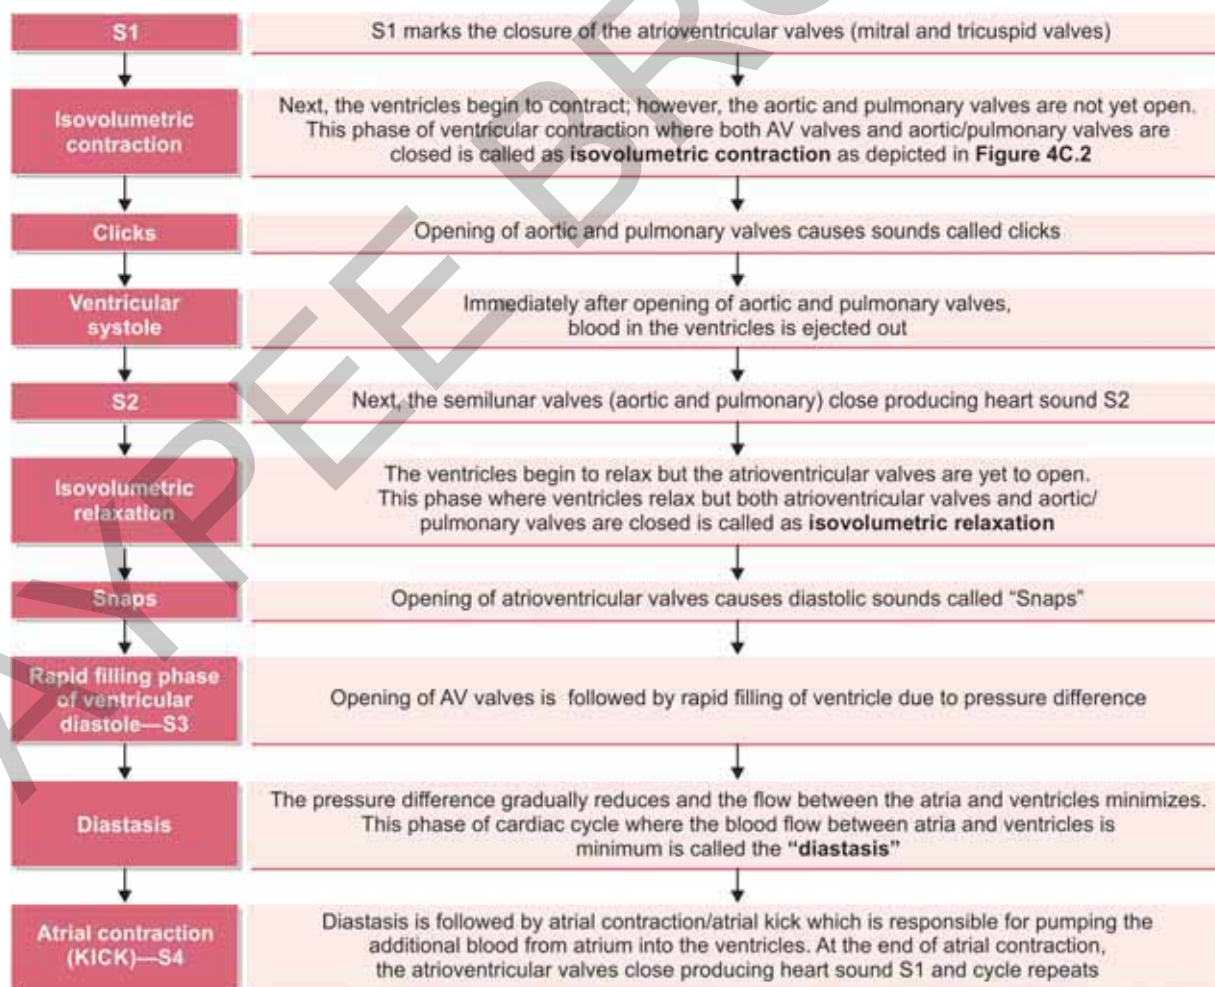 S1
S1 marks the closure of the atrioventricular valves (mitral and tricuspid valves)
Isovolumetric
contraction
Next, the ventricles begin to contract; however, the aortic and pulmonary valves are not yet open.
This phase of ventricular contraction where both AV valves and aortic/pulmonary valves are
closed is called as isovolumetric contraction as depicted in Figure 4C.2
Clicks
Opening of aortic and pulmonary valves causes sounds called clicks
Ventricular
systole
Immediately after opening of aortic and pulmonary valves,
blood in the ventricles is ejected out
S2
Next, the semilunar valves (aortic and pulmonary) close producing heart sound S2
Isovolumetric
relaxation
The ventricles begin to relax but the atrioventricular valves are yet to open.
This phase where ventricles relax but both atrioventricular valves and aortic/
pulmonary valves are closed is called as isovolumetric relaxation
Snaps
Opening of atrioventricular valves causes diastolic sounds called “Snaps”
Rapid filling phase
of ventricular
diastole—S3
Opening of AV valves is followed by rapid filling of ventricle due to pressure difference
Diastasis
The pressure difference gradually reduces and the flow between the atria and ventricles minimizes.
This phase of cardiac cycle where the blood flow between atria and ventricles is
minimum is called the “diastasis”
Atrial contraction
(KICK)—S4
Diastasis is followed by atrial contraction/atrial kick which is responsible for pumping the
additional blood from atrium into the ventricles. At the end of atrial contraction,
the atrioventricular valves close producing heart sound S1 and cycle repeats
AYPEE BRO